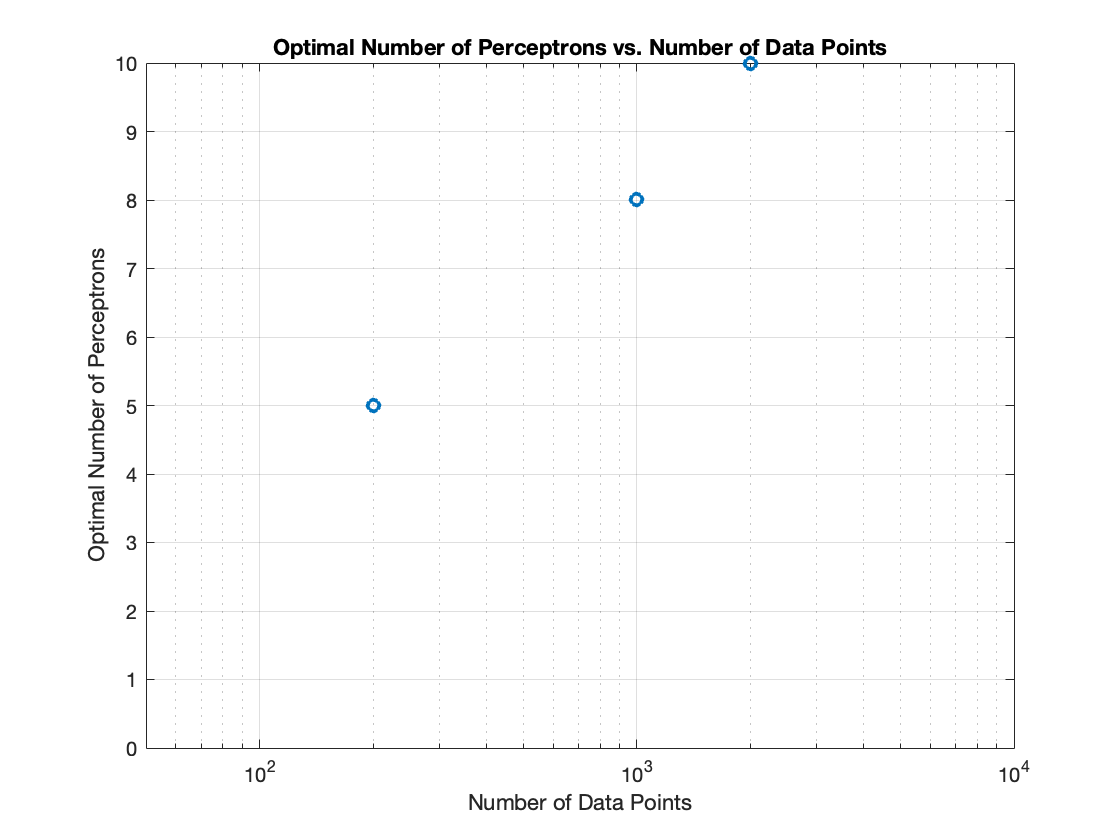 Optimal Number of Perceptrons vs. Number of Data Points
10
9
8
7
6
5
4
3
2
1
0
Optimal Number of Perceptrons
10² 10³ 10⁴
Number of Data Points